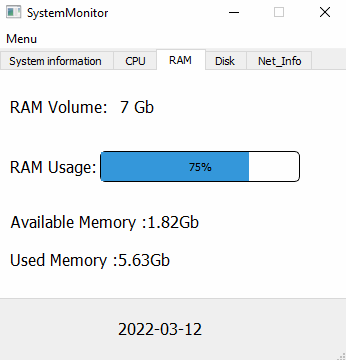 SystemMonitor
Menu
System information CPU RAM Disk Net_Info
RAM Volume: 7 Gb
RAM Usage: 75%
Available Memory :1.82Gb
Used Memory :5.63Gb
2022-03-12